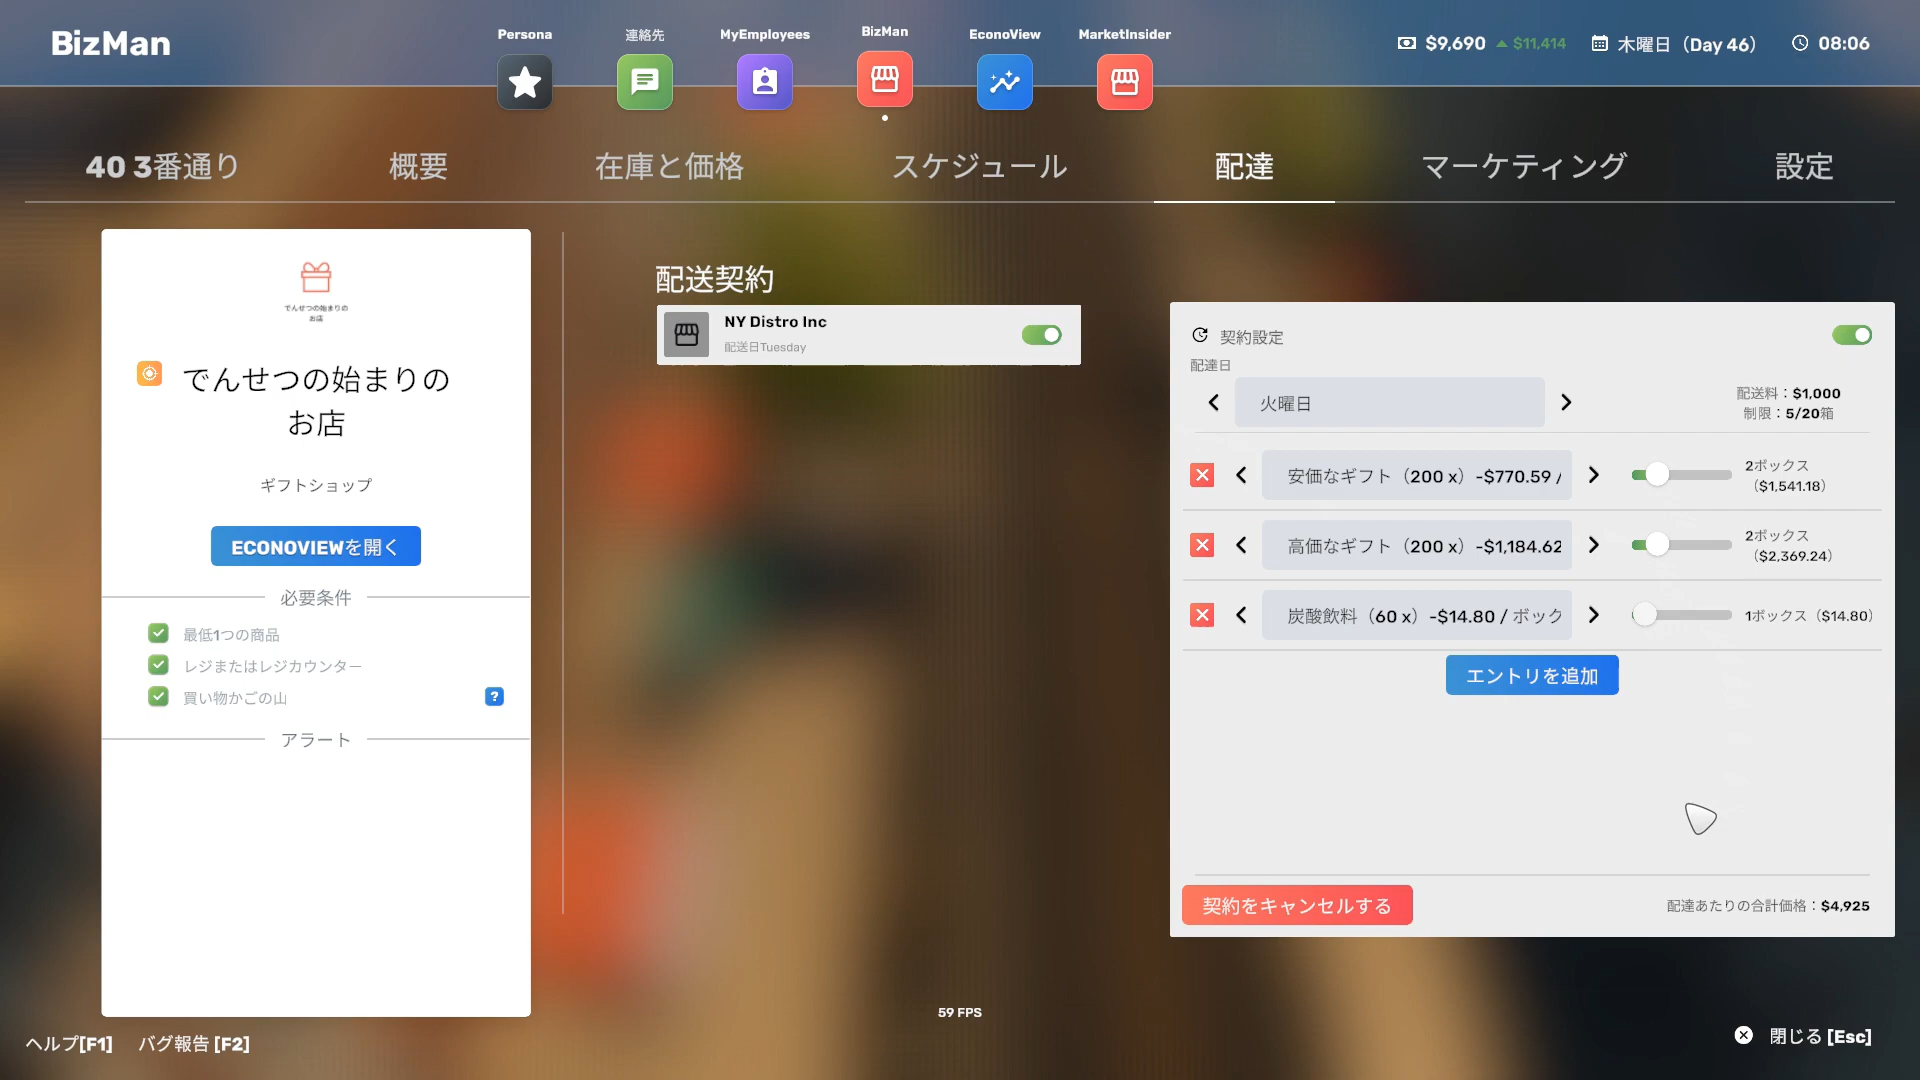 BizMan
Persona
連絡先
MyEmployees
BizMan
EconoView
MarketInsider
$9,690
$11,414
木曜日（Day 46）
08:06
40 3番通り
概要
在庫と価格
スケジュール
配達
マーケティング
設定
でんせつの始まりの
お店
でんせつの始まりの
お店
ギフトショップ
ECONOVIEWを開く
必要条件
最低1つの商品
レジまたはレジカウンター
買い物かごの山
?
アラート
配送契約
NY Distro Inc
配送日Tuesday
契約設定
配達日
火曜日
配送料：$1,000
制限：5/20箱
安価なギフト（200 x）-$770.59 /
2ボックス
（$1,541.18）
高価なギフト（200 x）-$1,184.62
2ボックス
（$2,369.24）
炭酸飲料（60 x）-$14.80 / ボック
1ボックス（$14.80）
エントリを追加
契約をキャンセルする
配達あたりの合計価格：$4,925
59 FPS
ヘルプ[F1]
バグ報告 [F2]
閉じる [Esc]